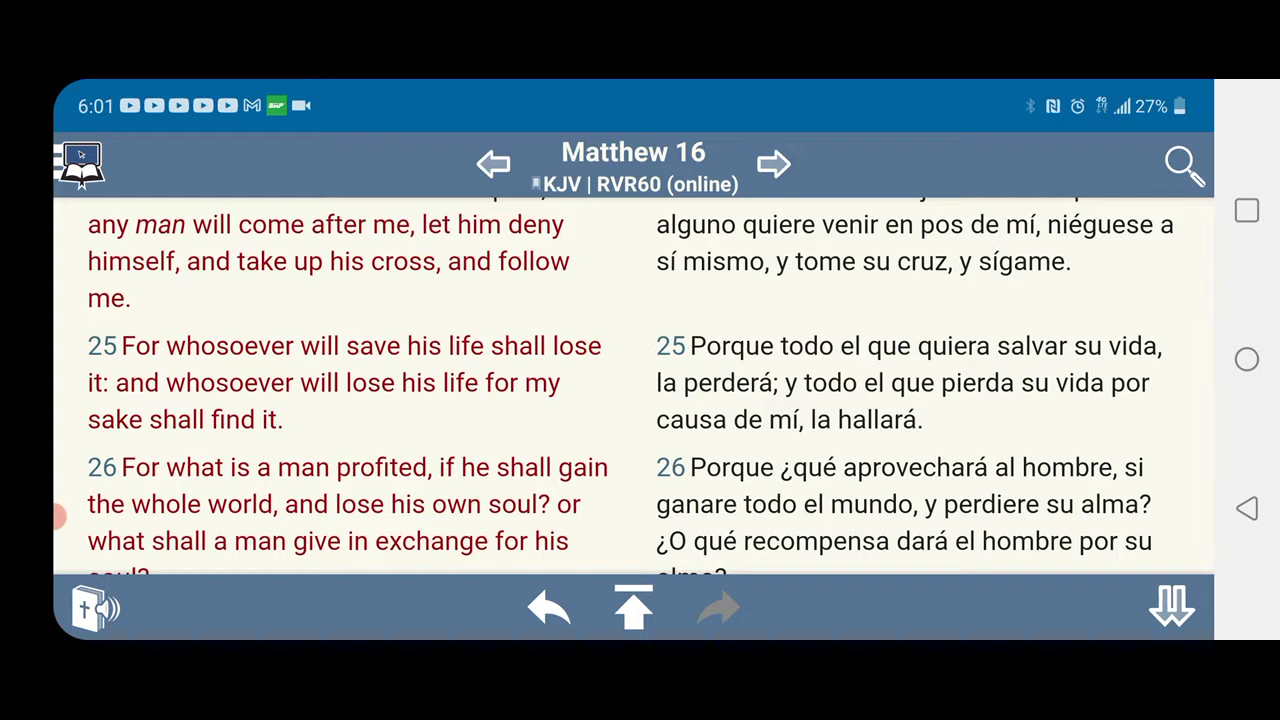 6:01
27%
Matthew 16
KJV | RVR60 (online)
any man will come after me, let him deny
himself, and take up his cross, and follow
me.
25 For whosoever will save his life shall lose
it: and whosoever will lose his life for my
sake shall find it.
26 For what is a man profited, if he shall gain
the whole world, and lose his own soul? or
what shall a man give in exchange for his
soul?
alguno quiere venir en pos de mí, niéguese a
sí mismo, y tome su cruz, y sígame.
25 Porque todo el que quiera salvar su vida,
la perderá; y todo el que pierda su vida por
causa de mí, la hallará.
26 Porque ¿qué aprovechará al hombre, si
ganare todo el mundo, y perdiere su alma?
¿O qué recompensa dará el hombre por su
alma?